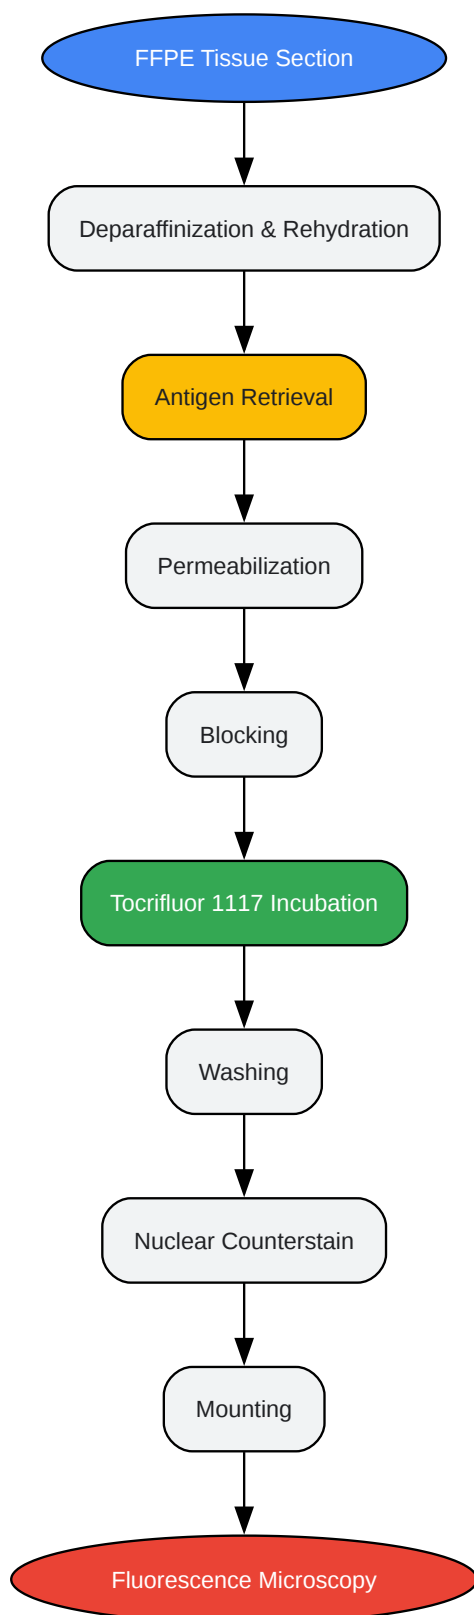 FFPE Tissue Section
Deparaffinization & Rehydration
Antigen Retrieval
Permeabilization
Blocking
Tocrifluor 1117 Incubation
Washing
Nuclear Counterstain
Mounting
Fluorescence Microscopy